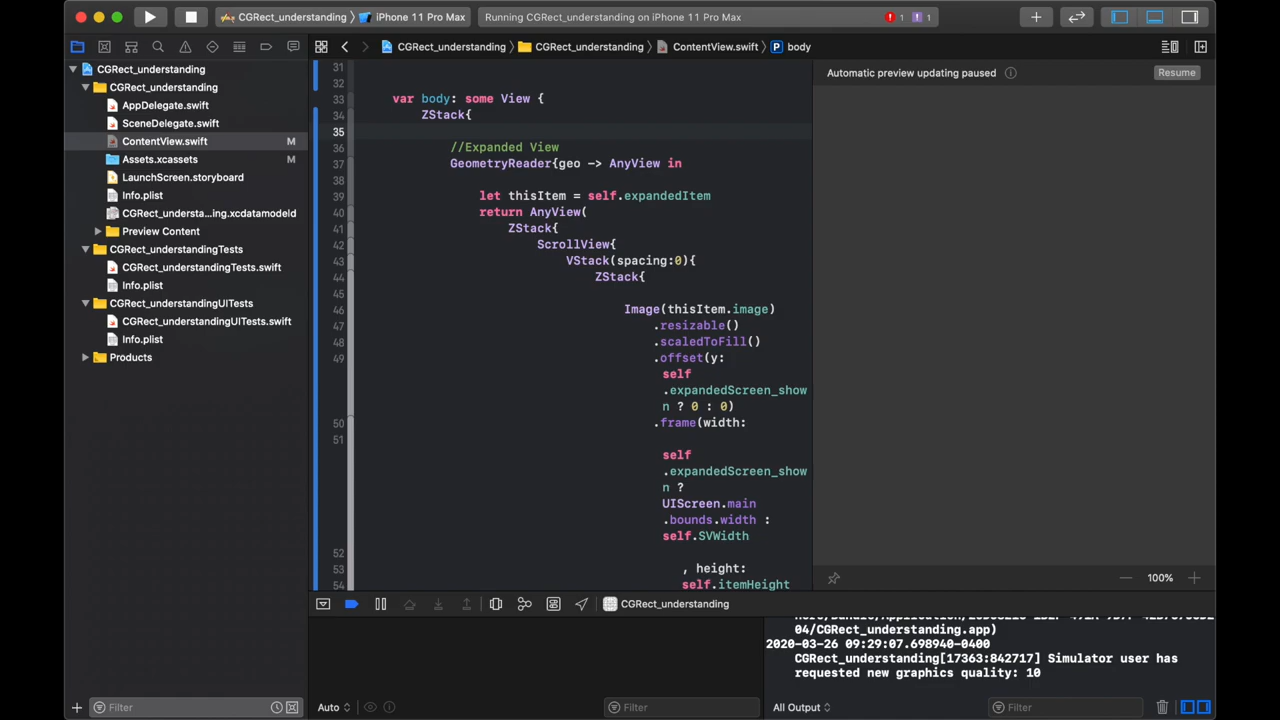 CGRect_understanding
iPhone 11 Pro Max
Running CGRect_understanding on iPhone 11 Pro Max
1
1
CGRect_understanding
CGRect_understanding
ContentView.swift
P body
CGRect_understanding
CGRect_understanding
AppDelegate.swift
SceneDelegate.swift
ContentView.swift M
Assets.xcassets M
LaunchScreen.storyboard
Info.plist
CGRect_understa...ing.xcdatamodeld
Preview Content
CGRect_understandingTests
CGRect_understandingTests.swift
Info.plist
CGRect_understandingUITests
CGRect_understandingUITests.swift
Info.plist
Products
Filter
31
32
33 var body: some View {
34 ZStack{
35
36 //Expanded View
37 GeometryReader{geo -> AnyView in
38
39 let thisItem = self.expandedItem
40 return AnyView(
41 ZStack{
42 ScrollView{
43 VStack(spacing:0){
44 ZStack{
45
46 Image(thisItem.image)
47 .resizable()
48 .scaledToFill()
49 .offset(y:
self
.expandedScreen_show
n ? 0 : 0)
50 .frame(width:
51
self
.expandedScreen_show
n ?
UIScreen.main
.bounds.width :
self.SVWidth
52
53 , height:
54 self.itemHeight
Automatic preview updating paused
Resume
100%
CGRect_understanding
Auto
Filter
04/CGRect_understanding.app)
2020-03-26 09:29:07.698940-0400
CGRect_understanding[17363:842717] Simulator user has
requested new graphics quality: 10
All Output
Filter